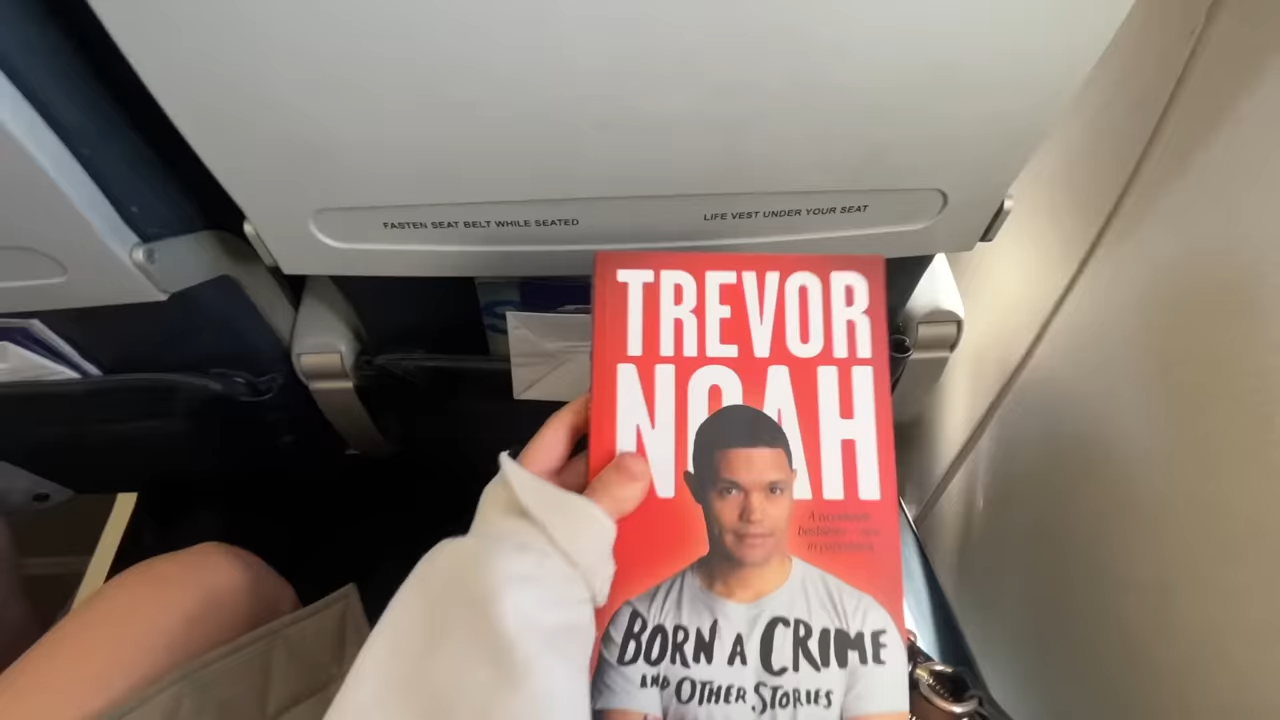 FASTEN SEAT BELT WHILE SEATED
LIFE VEST UNDER YOUR SEAT
TREVOR
NOAH
BORN A CRIME
AND OTHER STORIES